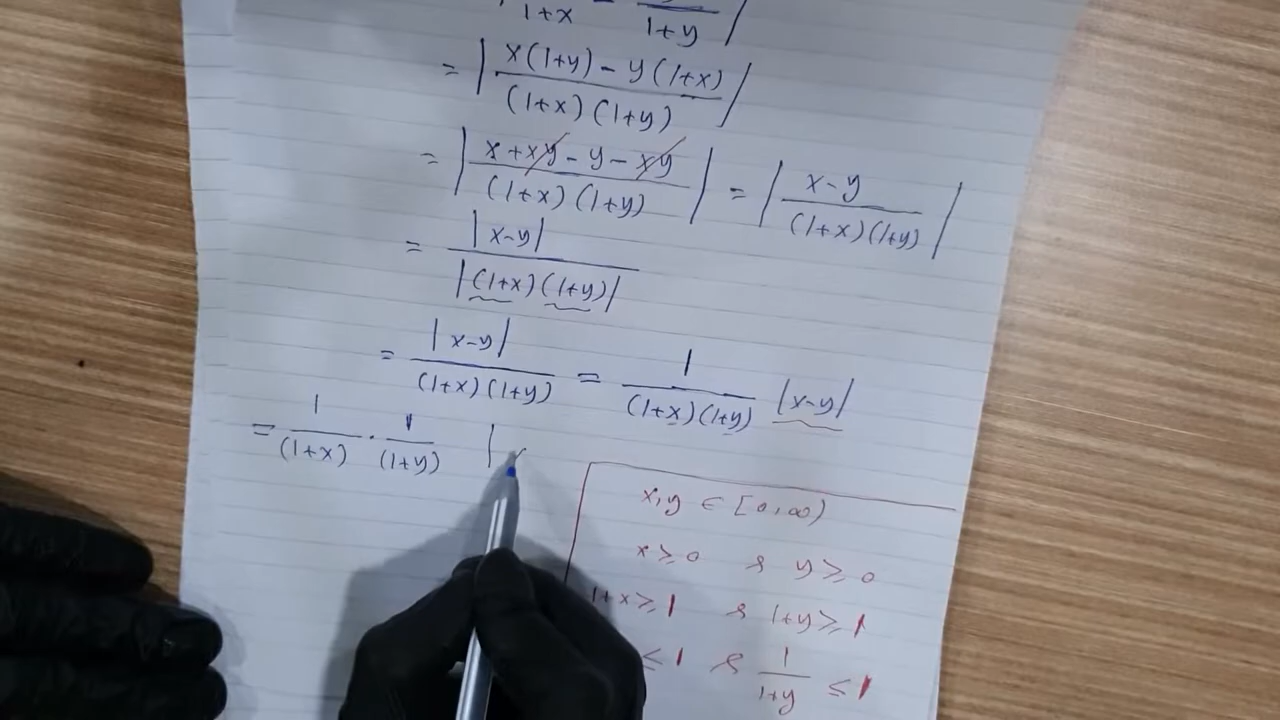 1+x - 1+y |
= | x(1+y) - y(1+x) / (1+x)(1+y) |
= | x+xy - y - xy / (1+x)(1+y) | = | x-y / (1+x)(1+y) |
= |x-y| / |(1+x)(1+y)|
= |x-y| / (1+x)(1+y) = 1 / (1+x)(1+y) |x-y|
= 1 / (1+x) · 1 / (1+y) |
x,y ∈ [0,∞)
x ≥ 0 & y ≥ 0
1+x ≥ 1 & 1+y ≥ 1
≤ 1 & 1 / 1+y ≤ 1